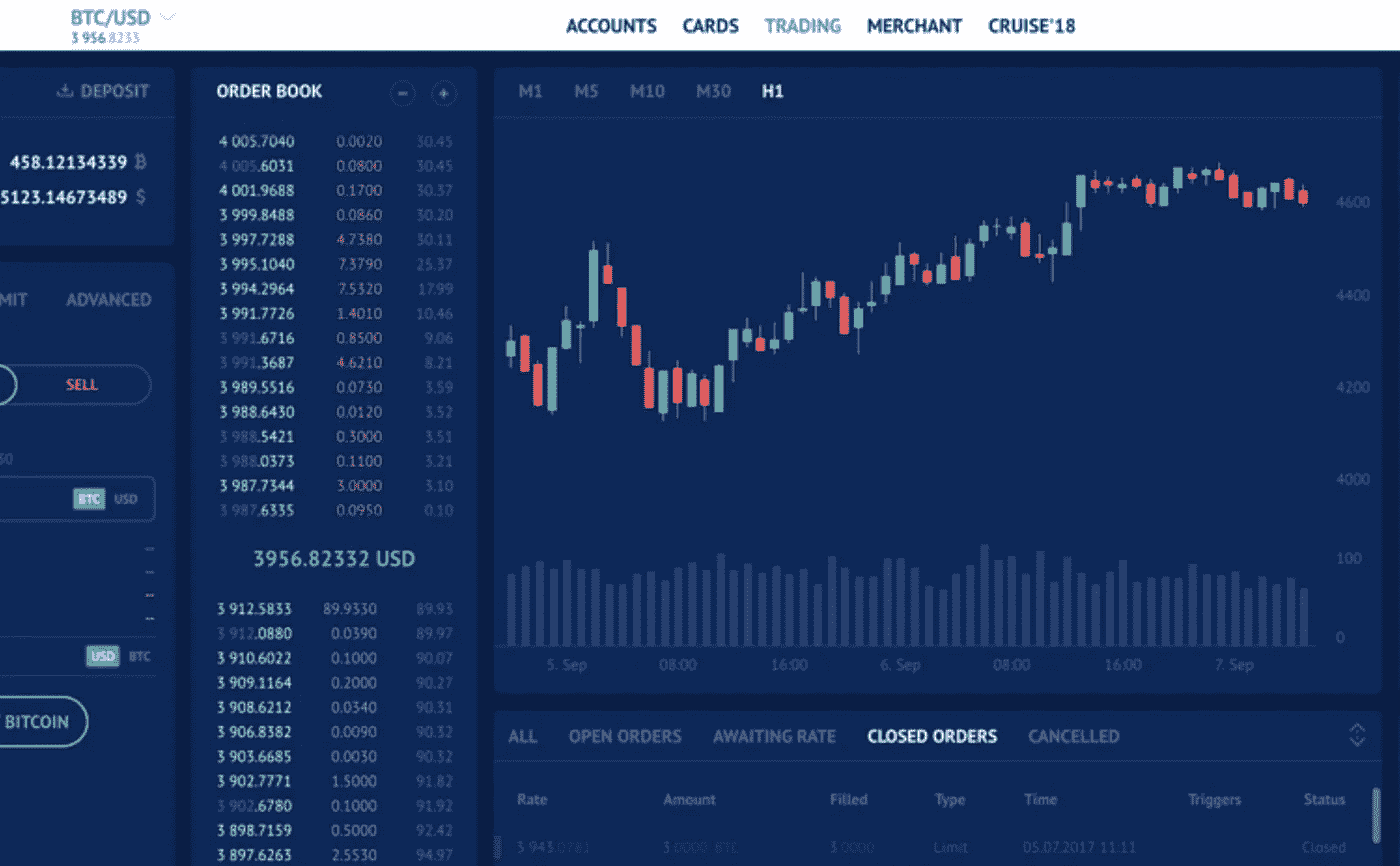 BTC/USD
3 956.8233
ACCOUNTS CARDS TRADING MERCHANT CRUISE'18
DEPOSIT
458.12134339 ₿
5123.14673489 $
MIT ADVANCED
SELL
BTC USD
USD BTC
BITCOIN
ORDER BOOK - +
4 005.7040 0.0020 30.45
4 005.6031 0.0800 30.45
4 001.9688 0.1700 30.37
3 999.8488 0.0860 30.20
3 997.7288 4.7380 30.11
3 995.1040 7.3790 25.37
3 994.2964 7.5320 17.99
3 991.7726 1.4010 10.46
3 991.6716 0.8500 9.06
3 991.3687 4.6210 8.21
3 989.5516 0.0730 3.59
3 988.6430 0.0120 3.52
3 988.5421 0.3000 3.51
3 988.0373 0.1100 3.21
3 987.7344 3.0000 3.10
3 987.6335 0.0950 0.10
3956.82332 USD
3 912.5833 89.9330 89.93
3 912.0880 0.0390 89.97
3 910.6022 0.1000 90.07
3 909.1164 0.2000 90.27
3 908.6212 0.0340 90.31
3 906.8382 0.0090 90.32
3 903.6685 0.0030 90.32
3 902.7771 1.5000 91.82
3 902.6780 0.1000 91.92
3 898.7159 0.5000 92.42
3 897.6263 2.5530 94.97
M1 M5 M10 M30 H1
4600
4400
4200
4000
100
0
5. Sep 08:00 16:00 6. Sep 08:00 16:00 7. Sep
ALL OPEN ORDERS AWAITING RATE CLOSED ORDERS CANCELLED
Rate Amount Filled Type Time Triggers Status
3 943.0781 3.0000 BTC 3.0000 Limit 05.07.2017 11:11 Closed